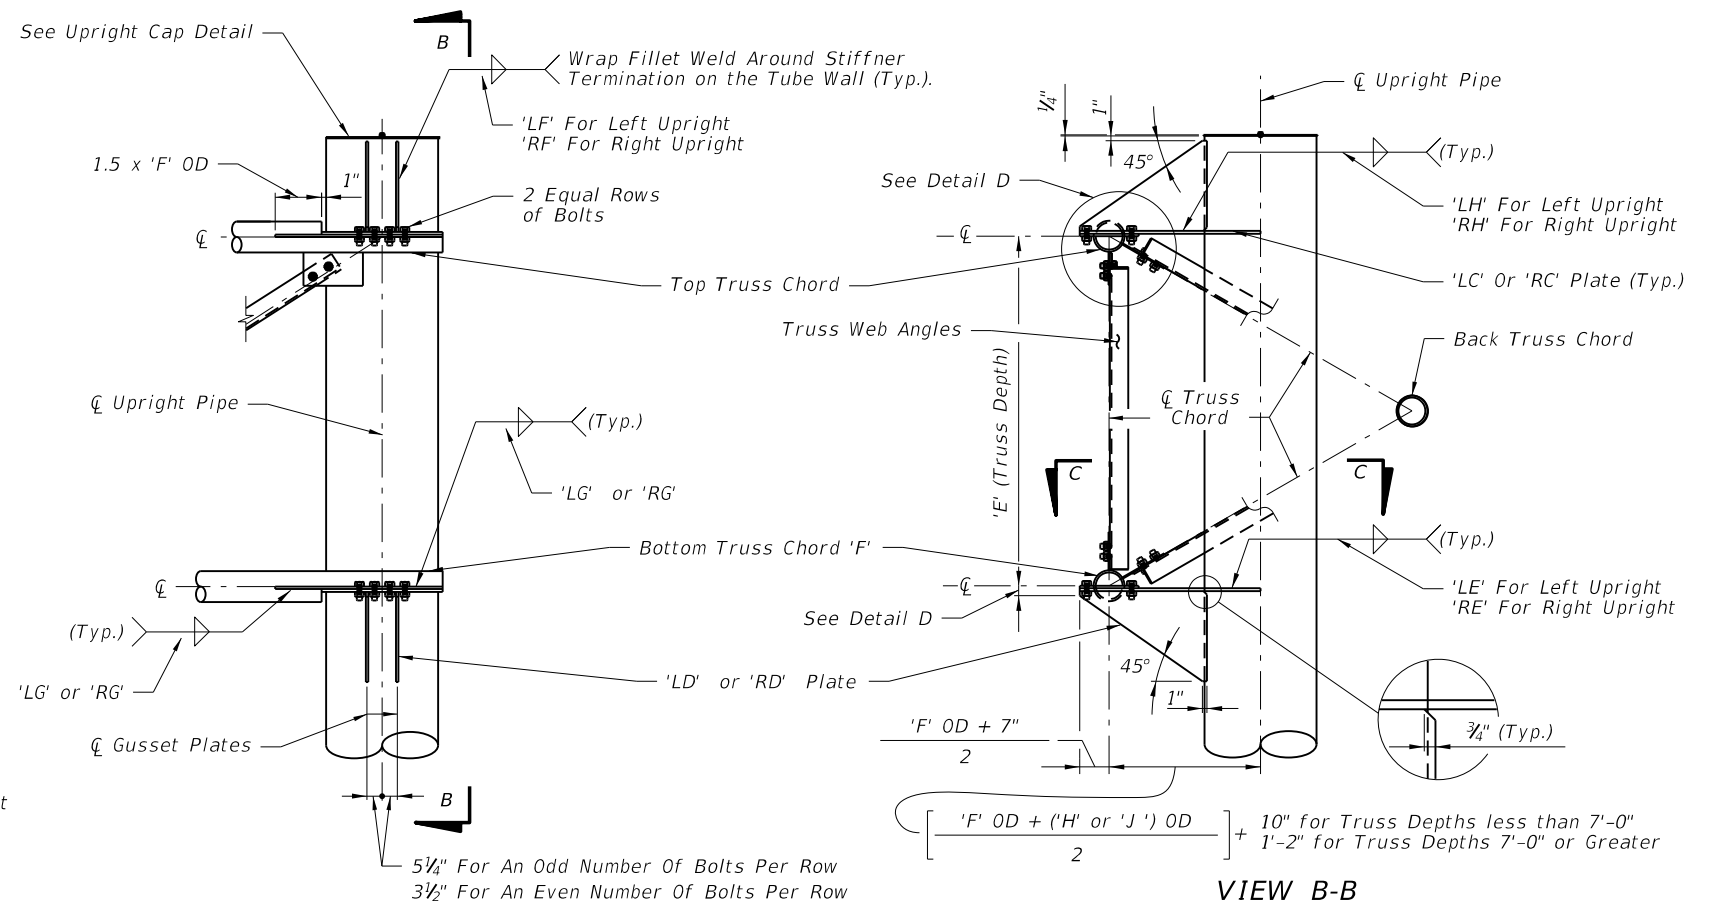 See Upright Cap Detail
B
Wrap Fillet Weld Around Stiffner
Termination on the Tube Wall (Typ.).
'LF' For Left Upright
'RF' For Right Upright
1.5 x 'F' OD
1"
2 Equal Rows
of Bolts
℄
Top Truss Chord
℄ Upright Pipe
(Typ.)
'LG' or 'RG'
Bottom Truss Chord 'F'
℄
(Typ.)
'LG' or 'RG'
'LD' or 'RD' Plate
℄ Gusset Plates
B
t
5¼" For An Odd Number Of Bolts Per Row
3½" For An Even Number Of Bolts Per Row
℄ Upright Pipe
¼"
1"
45°
(Typ.)
See Detail D
'LH' For Left Upright
'RH' For Right Upright
℄
'LC' Or 'RC' Plate (Typ.)
Truss Web Angles
Back Truss Chord
'E' (Truss Depth)
℄ Truss
Chord
C
C
(Typ.)
℄
'LE' For Left Upright
'RE' For Right Upright
See Detail D
45°
1"
'F' OD + 7"
2
¾" (Typ.)
'F' OD + ('H' or 'J ') OD
2
+
10" for Truss Depths less than 7'-0"
1'-2" for Truss Depths 7'-0" or Greater
VIEW B-B